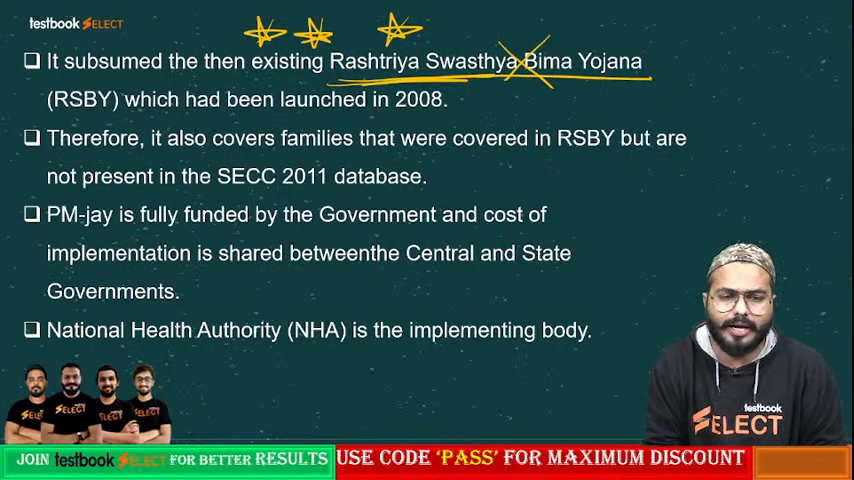 testbook SELECT
❑ It subsumed the then existing Rashtriya Swasthya Bima Yojana
(RSBY) which had been launched in 2008.
❑ Therefore, it also covers families that were covered in RSBY but are
not present in the SECC 2011 database.
❑ PM-jay is fully funded by the Government and cost of
implementation is shared betweenthe Central and State
Governments.
❑ National Health Authority (NHA) is the implementing body.
testbook
SELECT
SELECT
JOIN testbook SELECT FOR BETTER RESULTS USE CODE ‘PASS’ FOR MAXIMUM DISCOUNT